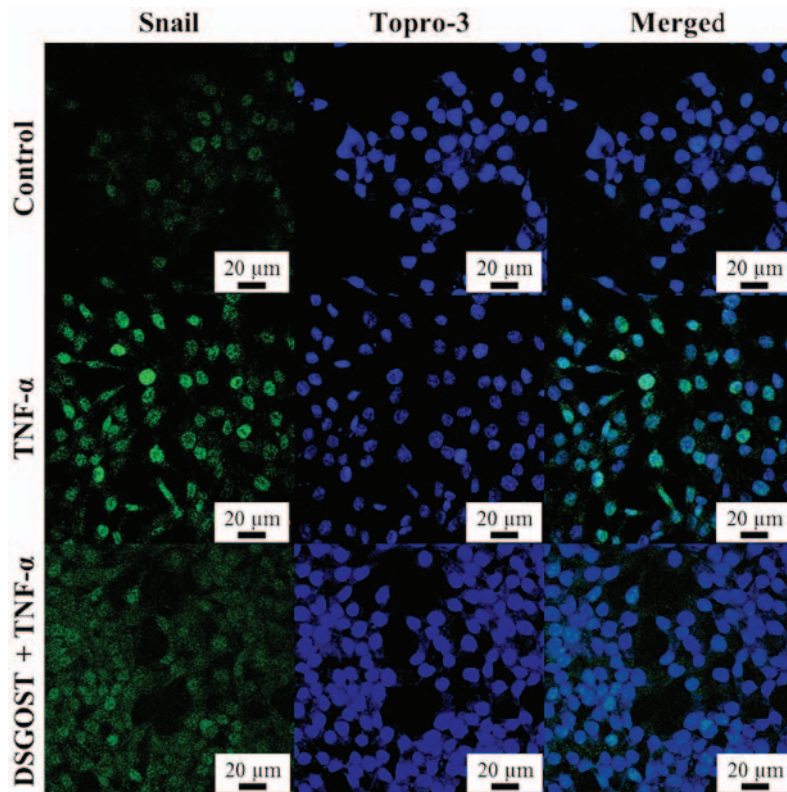 Snail Topro-3 Merged
Control
20 µm 20 µm 20 µm
TNF-α
20 µm 20 µm 20 µm
DSGOST + TNF-α
20 µm 20 µm 20 µm